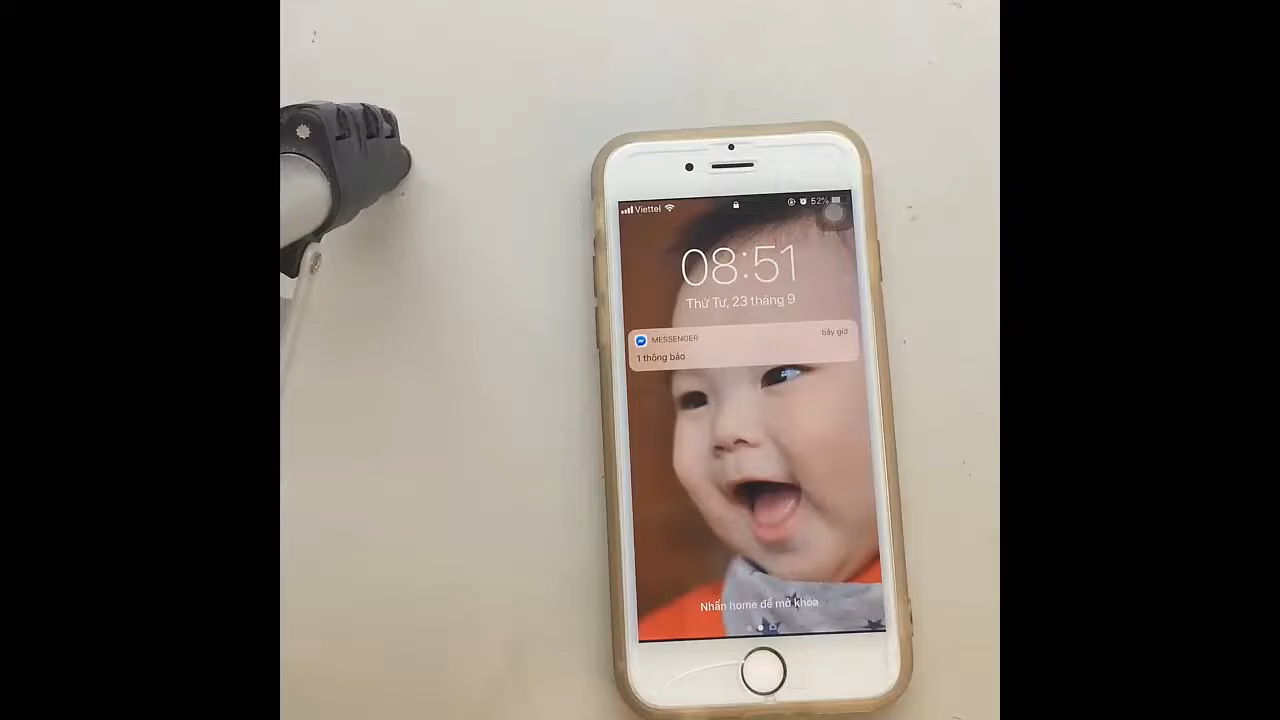 Viettel 52%
08:51
Thứ Tư, 23 tháng 9
MESSENGER bây giờ
1 thông báo
Nhấn home để mở khóa